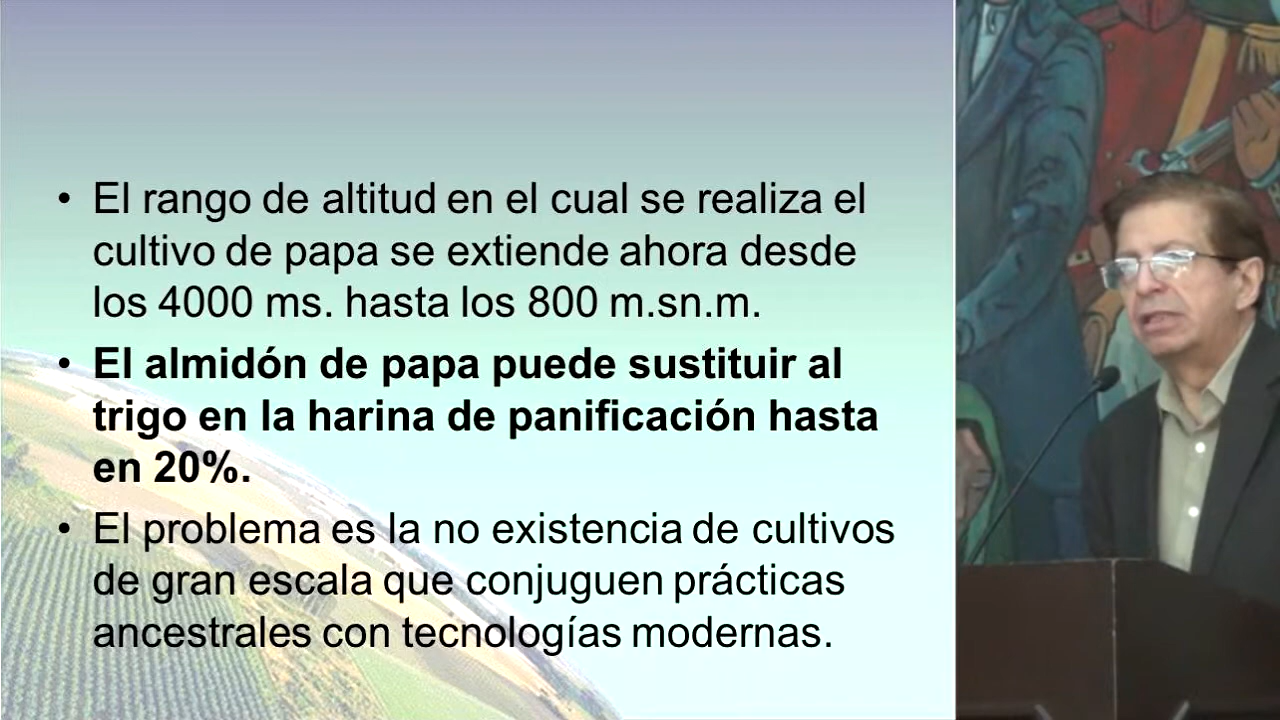 • El rango de altitud en el cual se realiza el
cultivo de papa se extiende ahora desde
los 4000 ms. hasta los 800 m.sn.m.
• El almidón de papa puede sustituir al
trigo en la harina de panificación hasta
en 20%.
• El problema es la no existencia de cultivos
de gran escala que conjuguen prácticas
ancestrales con tecnologías modernas.